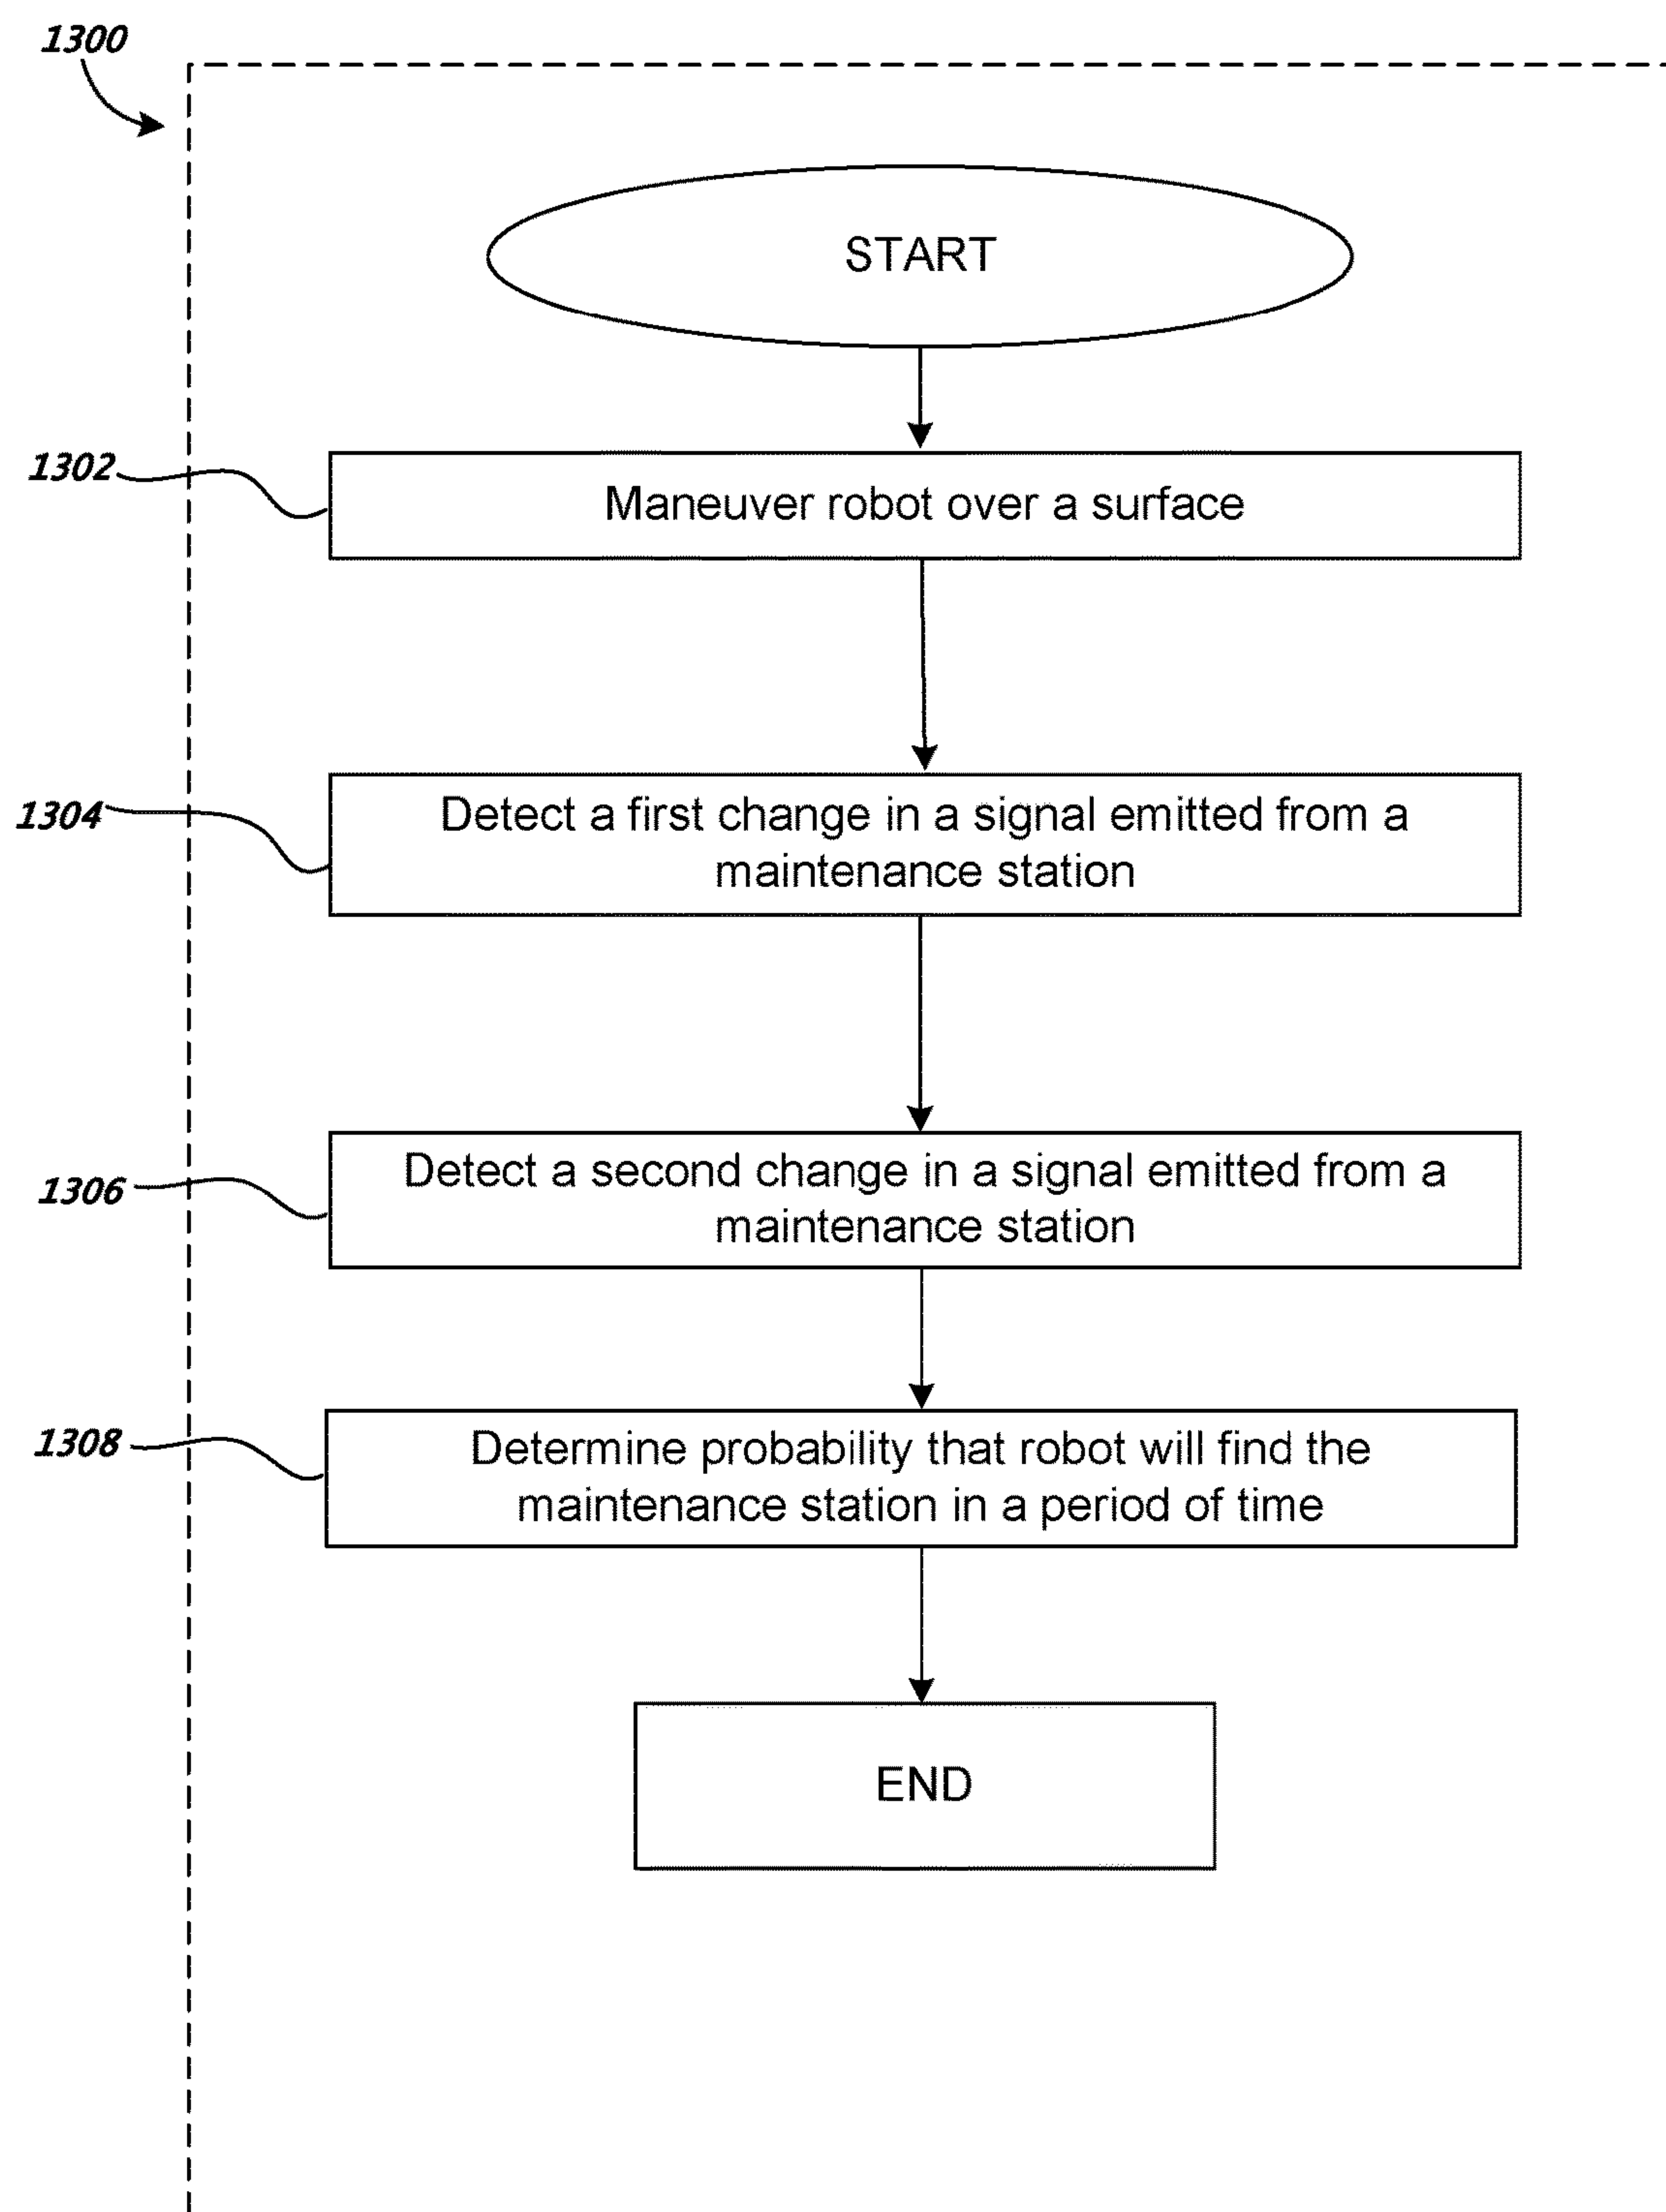 1300
START
1302
Maneuver robot over a surface
1304
Detect a first change in a signal emitted from a
maintenance station
1306
Detect a second change in a signal emitted from a
maintenance station
1308
Determine probability that robot will find the
maintenance station in a period of time
END